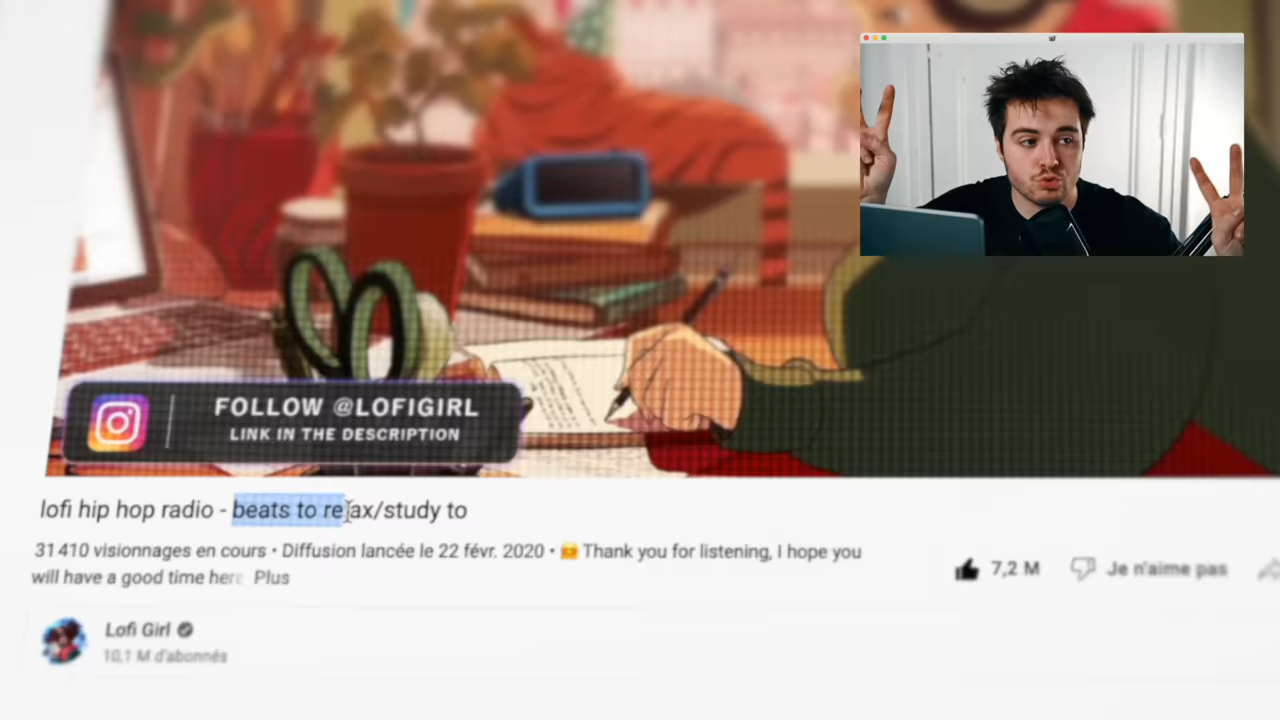 FOLLOW @LOFIGIRL
LINK IN THE DESCRIPTION
lofi hip hop radio - beats to relax/study to
31 410 visionnages en cours • Diffusion lancée le 22 févr. 2020 • Thank you for listening, I hope you
will have a good time here Plus
7,2 M Je n'aime pas
Lofi Girl
10,1 M d'abonnés